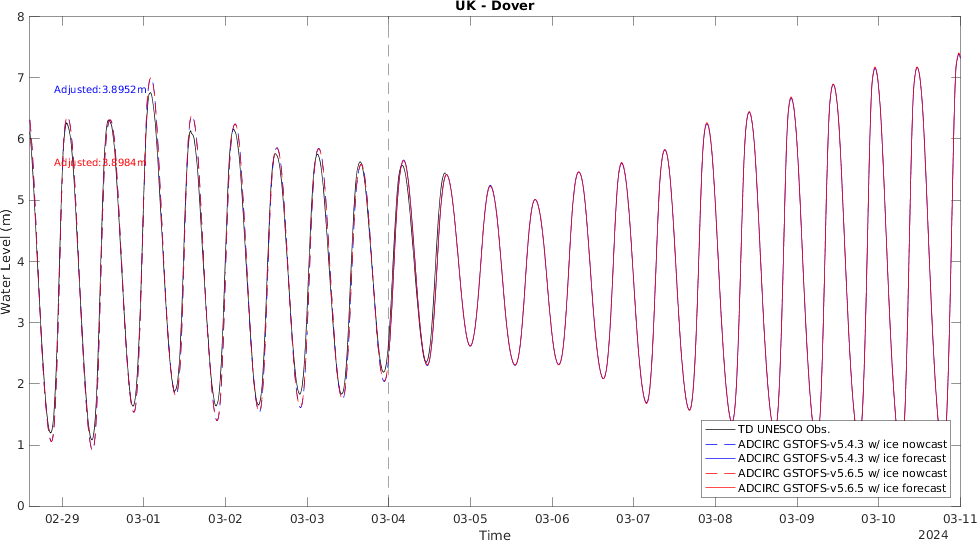 UK - Dover
8
7
6
5
4
3
2
1
0
Water Level (m)
Adjusted:3.8952m
Adjusted:3.8984m
TD UNESCO Obs.
ADCIRC GSTOFS-v5.4.3 w/ ice nowcast
ADCIRC GSTOFS-v5.4.3 w/ ice forecast
ADCIRC GSTOFS-v5.6.5 w/ ice nowcast
ADCIRC GSTOFS-v5.6.5 w/ ice forecast
02-29 03-01 03-02 03-03 03-04 03-05 03-06 03-07 03-08 03-09 03-10 03-11
Time
2024